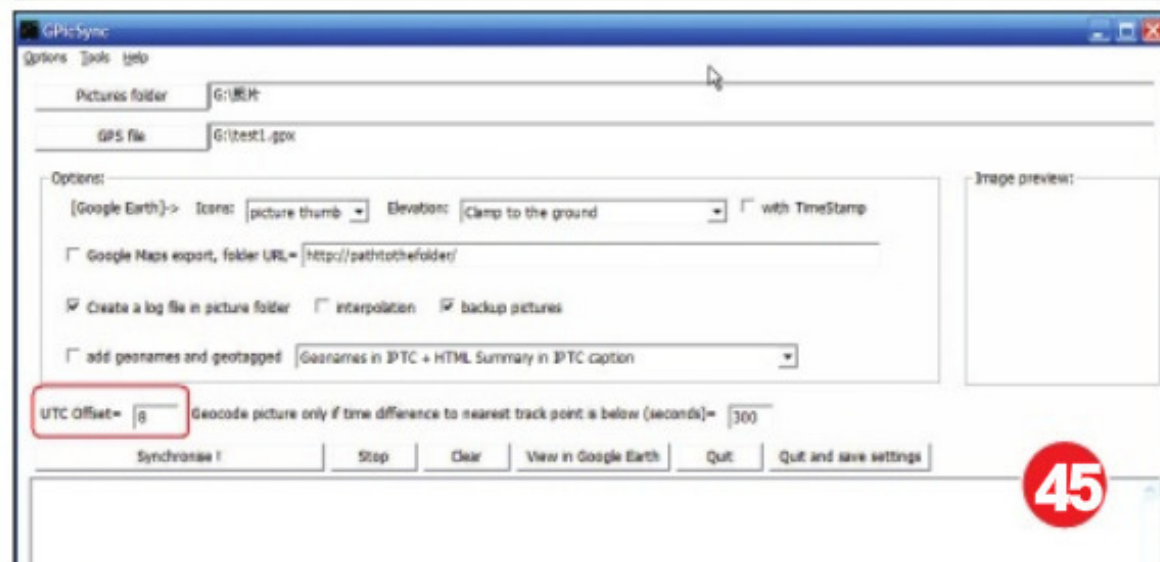 GPicSync
Options Tools Help
Pictures folder G:\照片
GPS file G:\test1.gpx
Options:
Image preview:
[Google Earth]-> Icons: picture thumb Elevation: Clamp to the ground with TimeStamp
Google Maps export, folder URL= http://pathtothefolder/
Create a log file in picture folder interpolation backup pictures
add geonames and geotagged Geonames in IPTC + HTML Summary in IPTC caption
UTC Offset= 8 Geocode picture only if time difference to nearest track point is below (seconds)= 300
Synchronise ! Stop Clear View in Google Earth Quit Quit and save settings
45